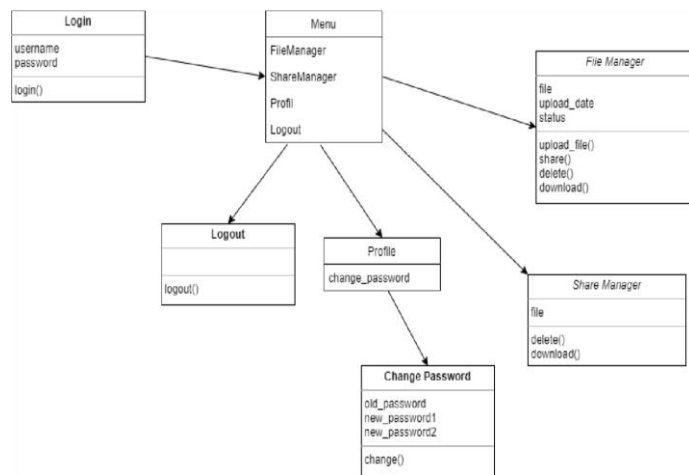 Login
username
password
login()
Menu
FileManager
ShareManager
Profil
Logout
File Manager
file
upload_date
status
upload_file()
share()
delete()
download()
Logout
logout()
Profile
change_password
Share Manager
file
delete()
download()
Change Password
old_password
new_password1
new_password2
change()